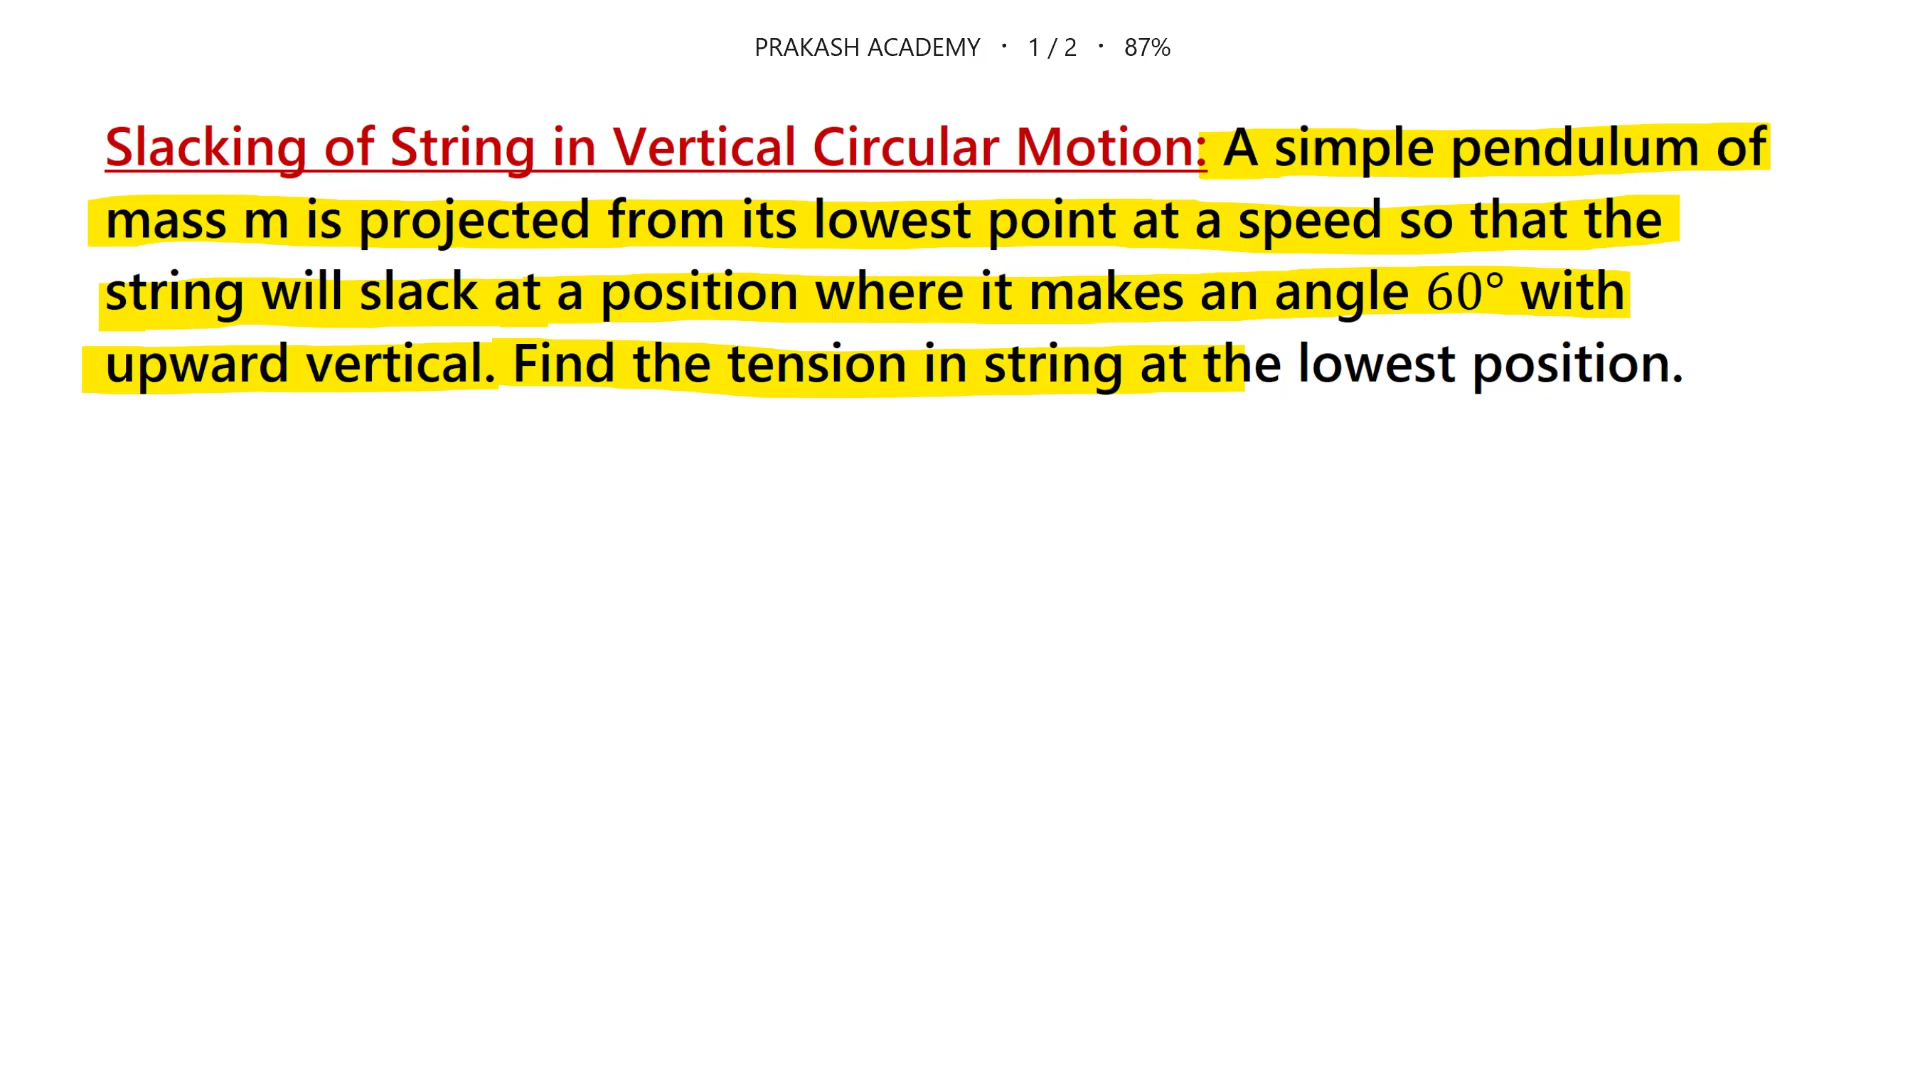 PRAKASH ACADEMY · 1 / 2 · 87%
Slacking of String in Vertical Circular Motion: A simple pendulum of
mass m is projected from its lowest point at a speed so that the
string will slack at a position where it makes an angle 60° with
upward vertical. Find the tension in string at the lowest position.